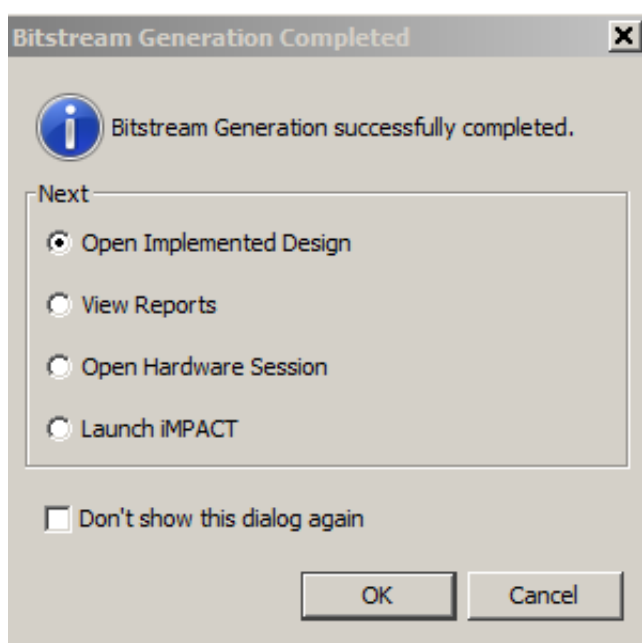 Bitstream Generation Completed
Bitstream Generation successfully completed.
Next
Open Implemented Design
View Reports
Open Hardware Session
Launch iMPACT
Don't show this dialog again
OK Cancel